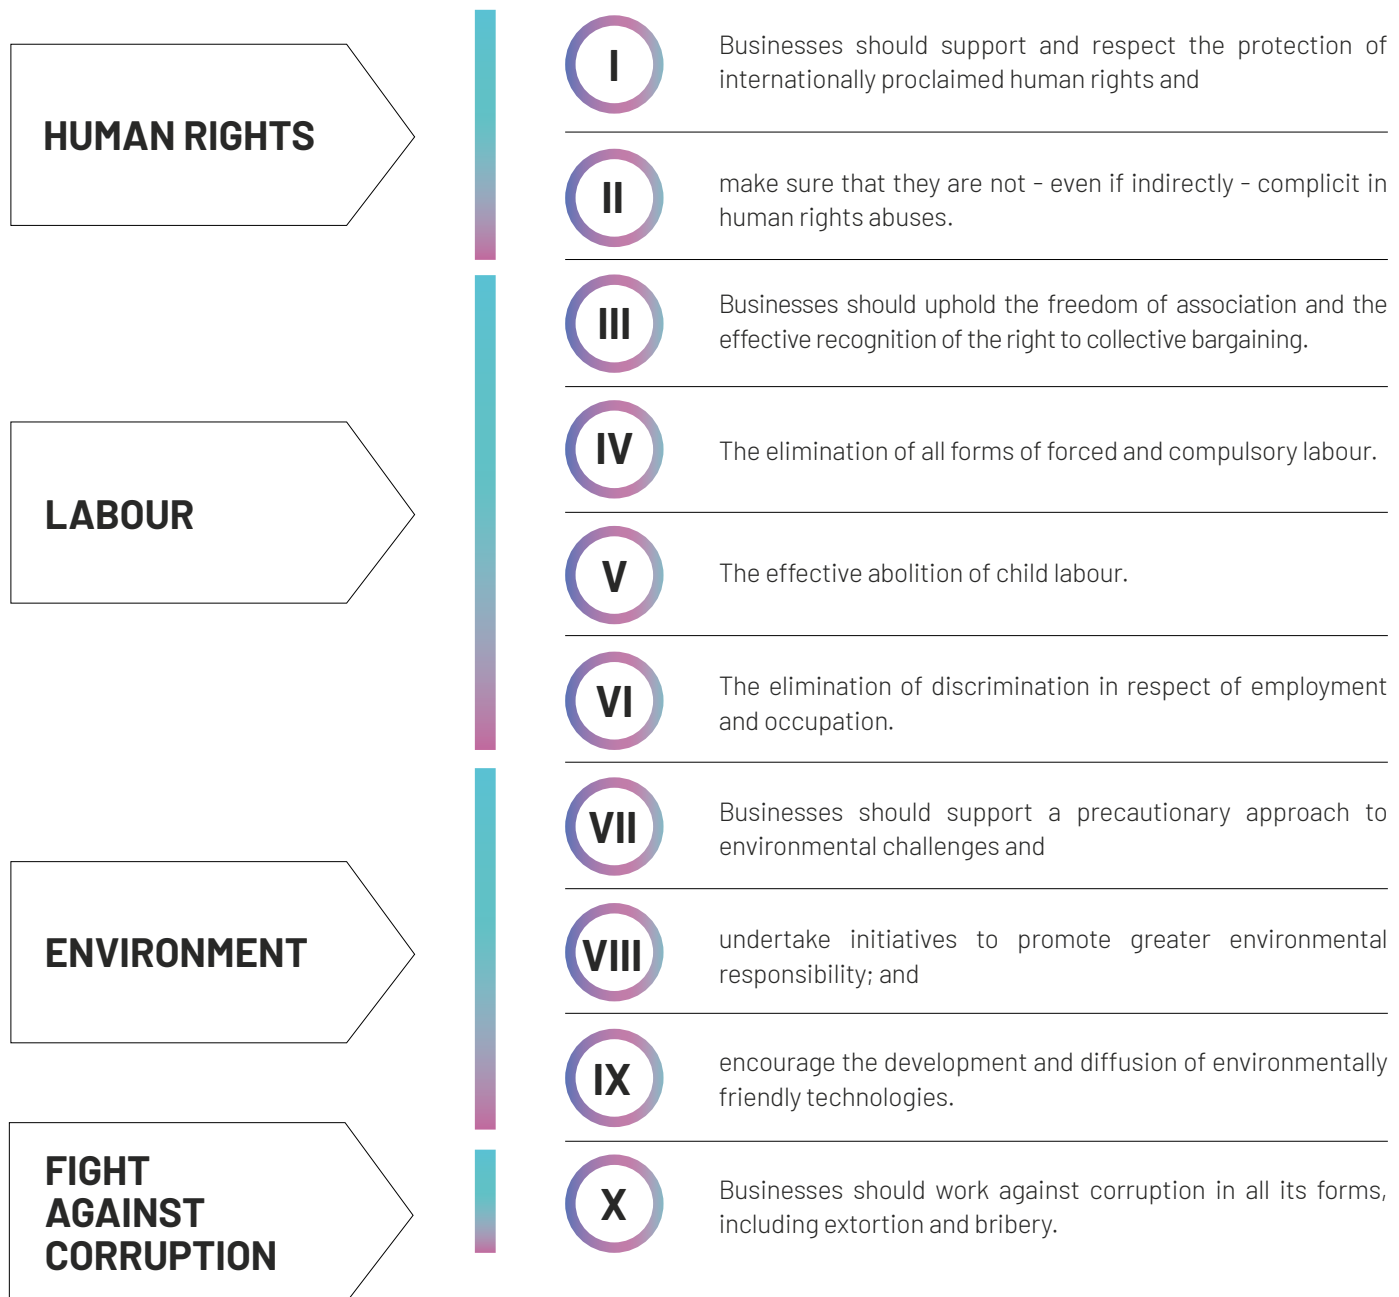 HUMAN RIGHTS
I
Businesses should support and respect the protection of
internationally proclaimed human rights and
II
make sure that they are not - even if indirectly - complicit in
human rights abuses.
LABOUR
III
Businesses should uphold the freedom of association and the
effective recognition of the right to collective bargaining.
IV
The elimination of all forms of forced and compulsory labour.
V
The effective abolition of child labour.
VI
The elimination of discrimination in respect of employment
and occupation.
ENVIRONMENT
VII
Businesses should support a precautionary approach to
environmental challenges and
VIII
undertake initiatives to promote greater environmental
responsibility; and
IX
encourage the development and diffusion of environmentally
friendly technologies.
FIGHT
AGAINST
CORRUPTION
X
Businesses should work against corruption in all its forms,
including extortion and bribery.